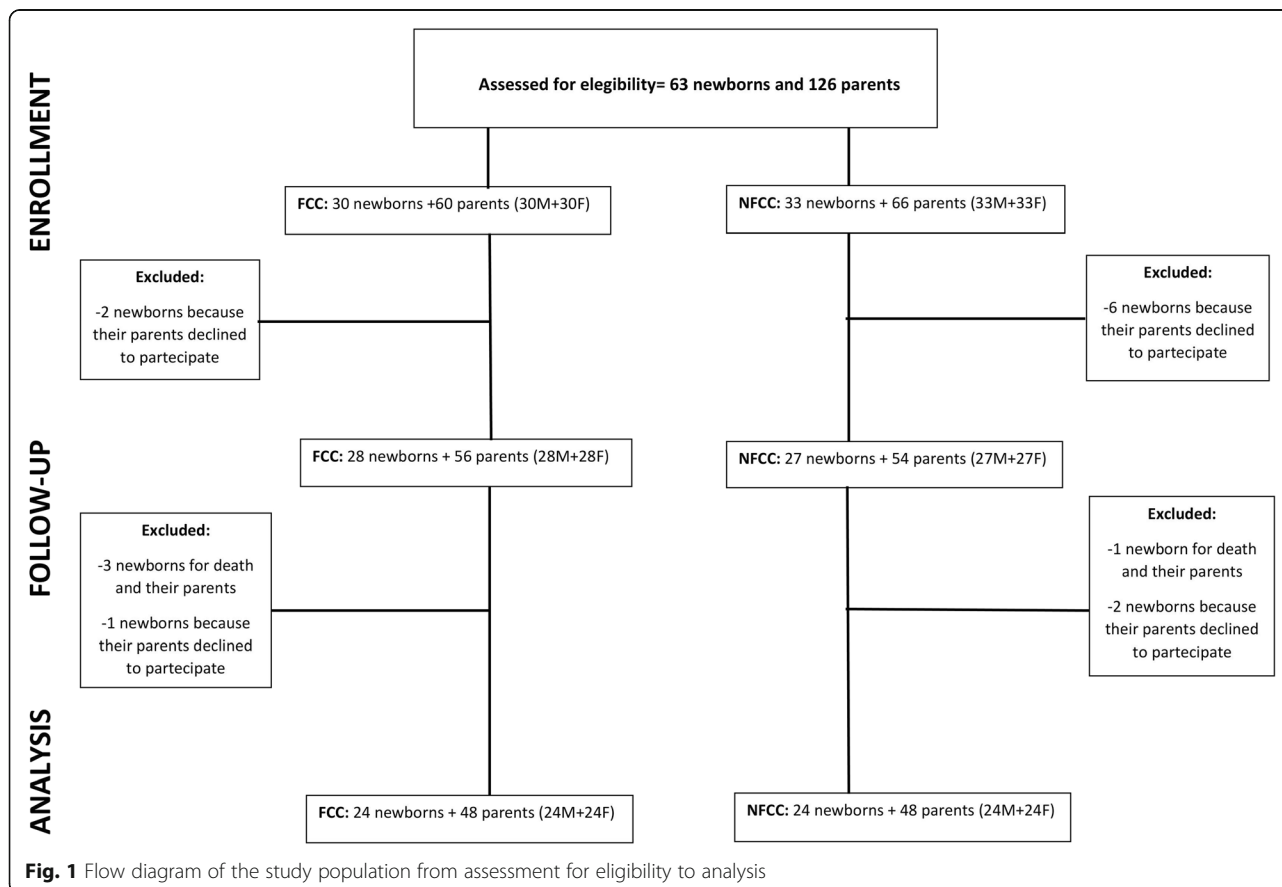 ENROLLMENT
Assessed for elegibility= 63 newborns and 126 parents
FCC: 30 newborns +60 parents (30M+30F)
NFCC: 33 newborns + 66 parents (33M+33F)
Excluded:
-2 newborns because
their parents declined
to partecipate
Excluded:
-6 newborns because
their parents declined
to partecipate
FOLLOW-UP
FCC: 28 newborns + 56 parents (28M+28F)
NFCC: 27 newborns + 54 parents (27M+27F)
Excluded:
-3 newborns for death
and their parents
-1 newborns because
their parents declined
to partecipate
Excluded:
-1 newborn for death
and their parents
-2 newborns because
their parents declined
to partecipate
ANALYSIS
FCC: 24 newborns + 48 parents (24M+24F)
NFCC: 24 newborns + 48 parents (24M+24F)
Fig. 1 Flow diagram of the study population from assessment for eligibility to analysis